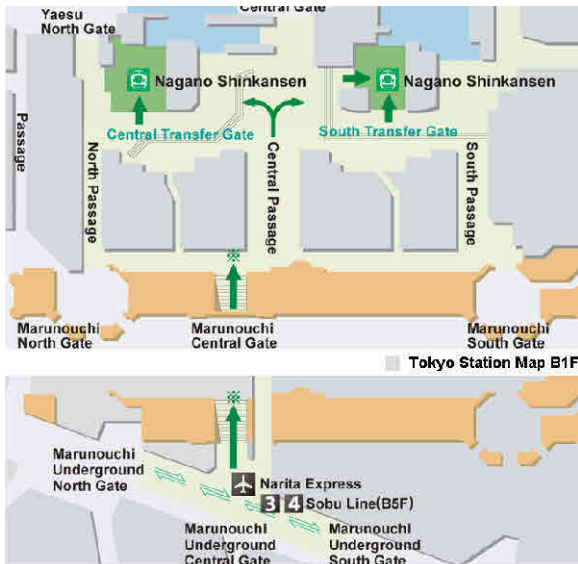 Central Gate
Yaesu
North Gate
Nagano Shinkansen
Nagano Shinkansen
Central Transfer Gate
South Transfer Gate
Passage
North Passage
Central Passage
South Passage
Marunouchi
North Gate
Marunouchi
Central Gate
Marunouchi
South Gate
Tokyo Station Map B1F
Marunouchi
Underground
North Gate
Narita Express
3 4 Sobu Line(B5F)
Marunouchi
Underground
Central Gate
Marunouchi
Underground
South Gate